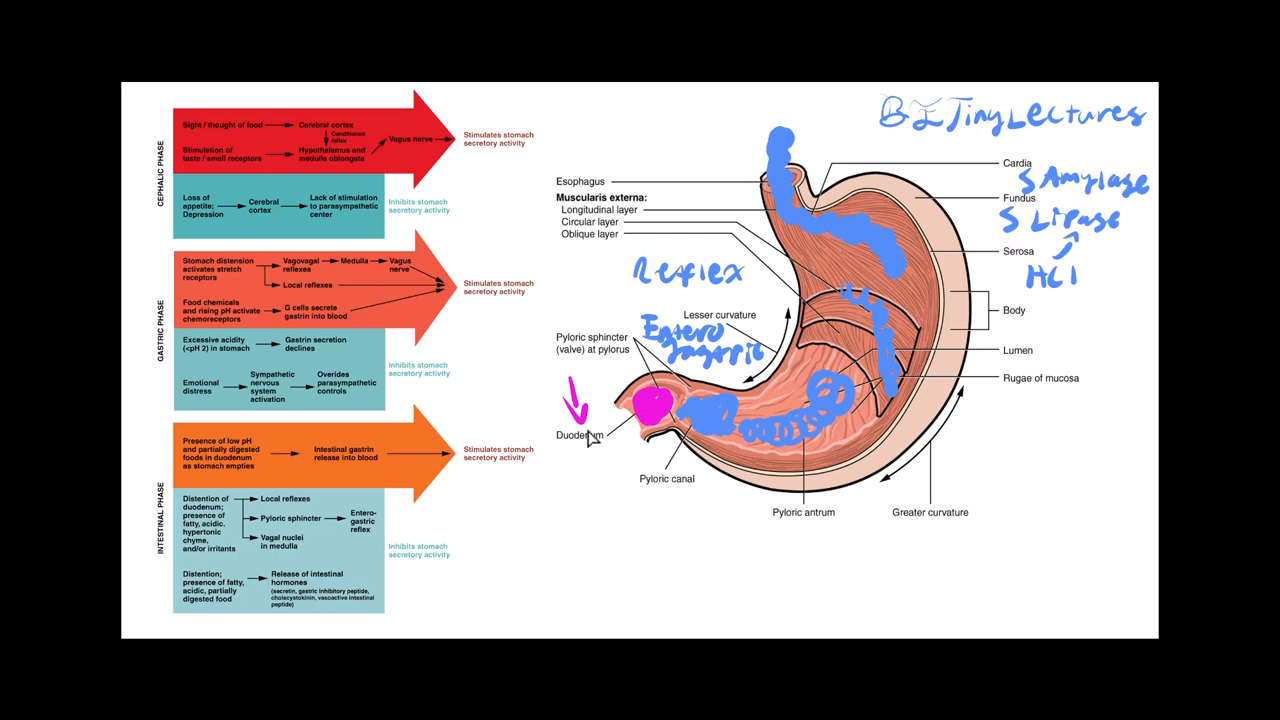 CEPHALIC PHASE
Sight / thought of food
Cerebral cortex
Conditioned
reflex
Stimulation of
taste / smell receptors
Hypothalamus and
medulla oblongata
Vagus nerve
Stimulates stomach
secretory activity
Loss of
appetite;
Depression
Cerebral
cortex
Lack of stimulation
to parasympathetic
center
Inhibits stomach
secretory activity
GASTRIC PHASE
Stomach distension
activates stretch
receptors
Vagovagal
reflexes
Medulla
Vagus
nerve
Local reflexes
Food chemicals
and rising pH activate
chemoreceptors
G cells secrete
gastrin into blood
Stimulates stomach
secretory activity
Excessive acidity
(<pH 2) in stomach
Gastrin secretion
declines
Emotional
distress
Sympathetic
nervous
system
activation
Overides
parasympathetic
controls
Inhibits stomach
secretory activity
INTESTINAL PHASE
Presence of low pH
and partially digested
foods in duodenum
as stomach empties
Intestinal gastrin
release into blood
Stimulates stomach
secretory activity
Distention of
duodenum;
presence of
fatty, acidic,
hypertonic
chyme,
and/or irritants
Local reflexes
Pyloric sphincter
Vagal nuclei
in medulla
Entero-
gastric
reflex
Distention;
presence of fatty,
acidic, partially
digested food
Release of intestinal
hormones
(secretin, gastric inhibitory peptide,
cholecystokinin, vasoactive intestinal
peptide)
Inhibits stomach
secretory activity
BITinyLectures
Esophagus
Muscularis externa:
Longitudinal layer
Circular layer
Oblique layer
Reflex
Lesser curvature
Pyloric sphincter
(valve) at pylorus
Duodenum
Pyloric canal
Pyloric antrum
Greater curvature
Cardia
S Amylase
Fundus
S Lipase
Serosa
HCl
Body
Lumen
Rugae of mucosa